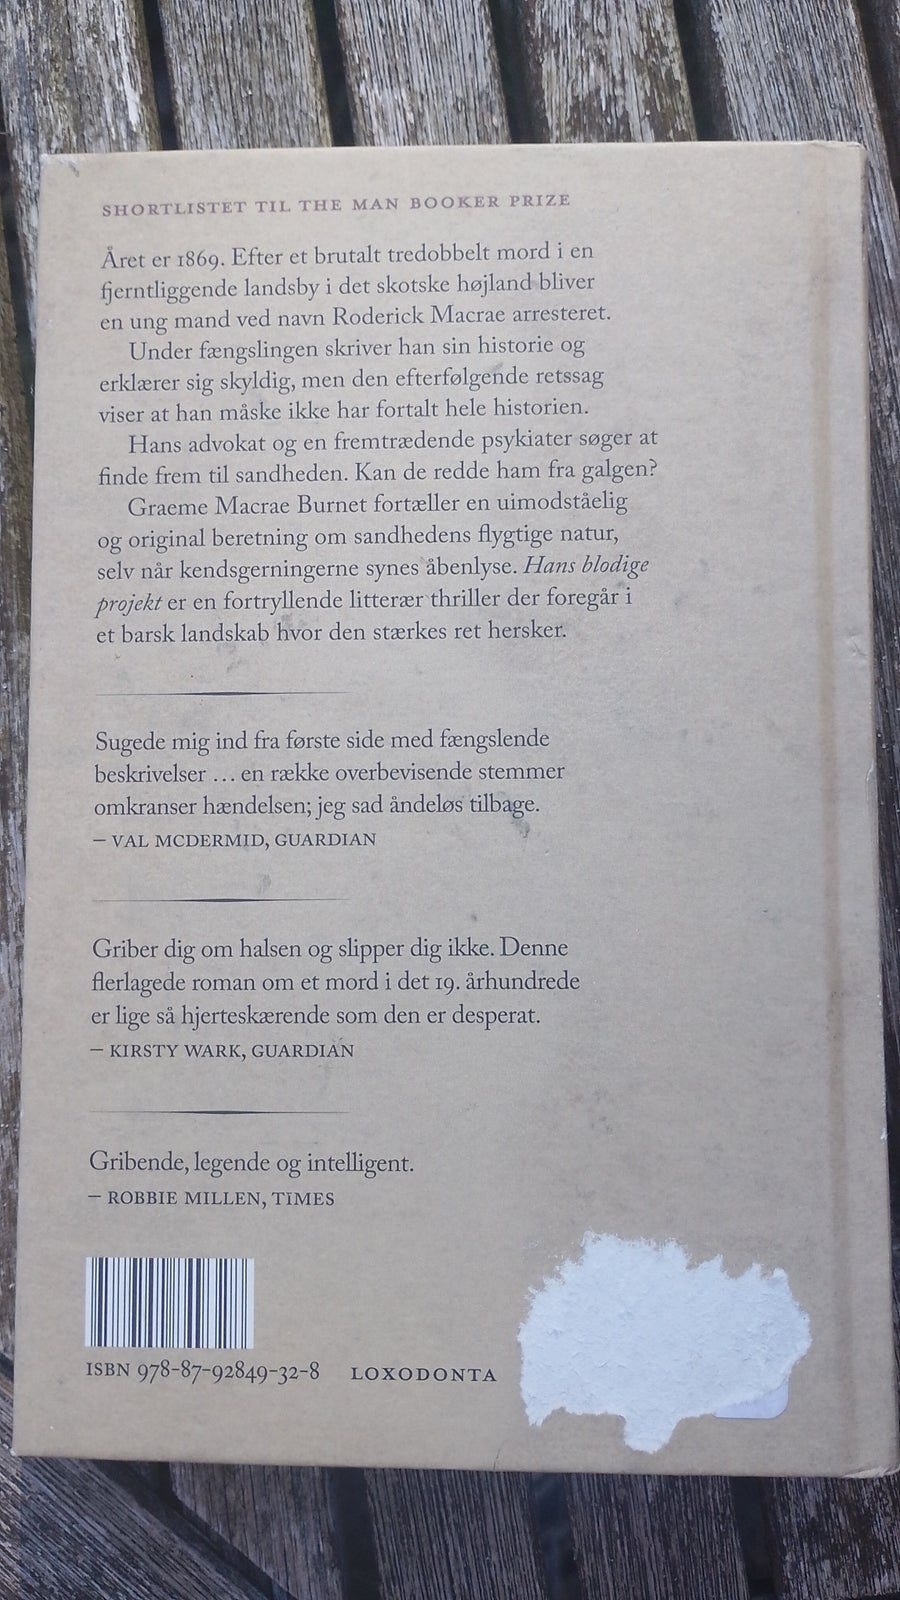 SHORTLISTET TIL THE MAN BOOKER PRIZE
Året er 1869. Efter et brutalt tredobbelt mord i en
fjerntliggende landsby i det skotske højland bliver
en ung mand ved navn Roderick Macrae arresteret.
Under fængslingen skriver han sin historie og
erklærer sig skyldig, men den efterfølgende retssag
viser at han måske ikke har fortalt hele historien.
Hans advokat og en fremtrædende psykiater søger at
finde frem til sandheden. Kan de redde ham fra galgen?
Graeme Macrae Burnet fortæller en uimodståelig
og original beretning om sandhedens flygtige natur,
selv når kendsgerningerne synes åbenlyse. Hans blodige
projekt er en fortryllende litterær thriller der foregår i
et barsk landskab hvor den stærkes ret hersker.
Sugede mig ind fra første side med fængslende
beskrivelser ... en række overbevisende stemmer
omkranser hændelsen; jeg sad åndeløs tilbage.
– VAL MCDERMID, GUARDIAN
Griber dig om halsen og slipper dig ikke. Denne
flerlagede roman om et mord i det 19. århundrede
er lige så hjerteskærende som den er desperat.
– KIRSTY WARK, GUARDIAN
Gribende, legende og intelligent.
– ROBBIE MILLEN, TIMES
ISBN 978-87-92849-32-8 LOXODONTA